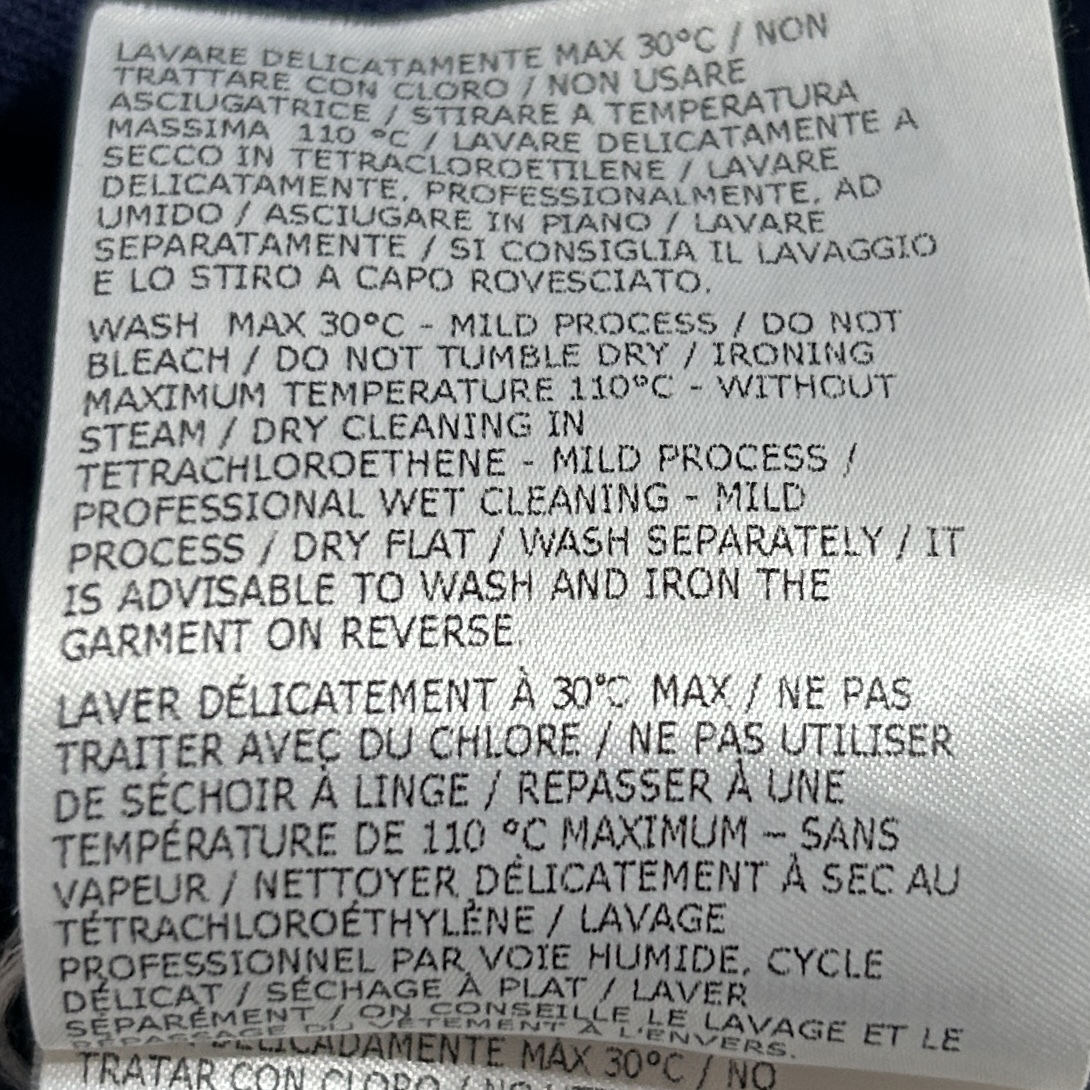 LAVARE DELICATAMENTE MAX 30°C / NON
TRATTARE CON CLORO / NON USARE
ASCIUGATRICE / STIRARE A TEMPERATURA
MASSIMA 110 °C / LAVARE DELICATAMENTE A
SECCO IN TETRACLOROETILENE / LAVARE
DELICATAMENTE, PROFESSIONALMENTE, AD
UMIDO / ASCIUGARE IN PIANO / LAVARE
SEPARATAMENTE / SI CONSIGLIA IL LAVAGGIO
E LO STIRO A CAPO ROVESCIATO.
WASH MAX 30°C - MILD PROCESS / DO NOT
BLEACH / DO NOT TUMBLE DRY / IRONING
MAXIMUM TEMPERATURE 110°C - WITHOUT
STEAM / DRY CLEANING IN
TETRACHLOROETHENE - MILD PROCESS /
PROFESSIONAL WET CLEANING - MILD
PROCESS / DRY FLAT / WASH SEPARATELY / IT
IS ADVISABLE TO WASH AND IRON THE
GARMENT ON REVERSE.
LAVER DÉLICATEMENT À 30°C MAX / NE PAS
TRAITER AVEC DU CHLORE / NE PAS UTILISER
DE SÉCHOIR À LINGE / REPASSER À UNE
TEMPÉRATURE DE 110 °C MAXIMUM - SANS
VAPEUR / NETTOYER DÉLICATEMENT À SEC AU
TÉTRACHLOROÉTHYLÈNE / LAVAGE
PROFESSIONNEL PAR VOIE HUMIDE, CYCLE
DÉLICAT / SÉCHAGE À PLAT / LAVER
SÉPARÉMENT / ON CONSEILLE LE LAVAGE ET LE
DU VÊTEMENT À L'ENVERS.
MAX 30°C / NO
TRATAR CON CLORO / NO